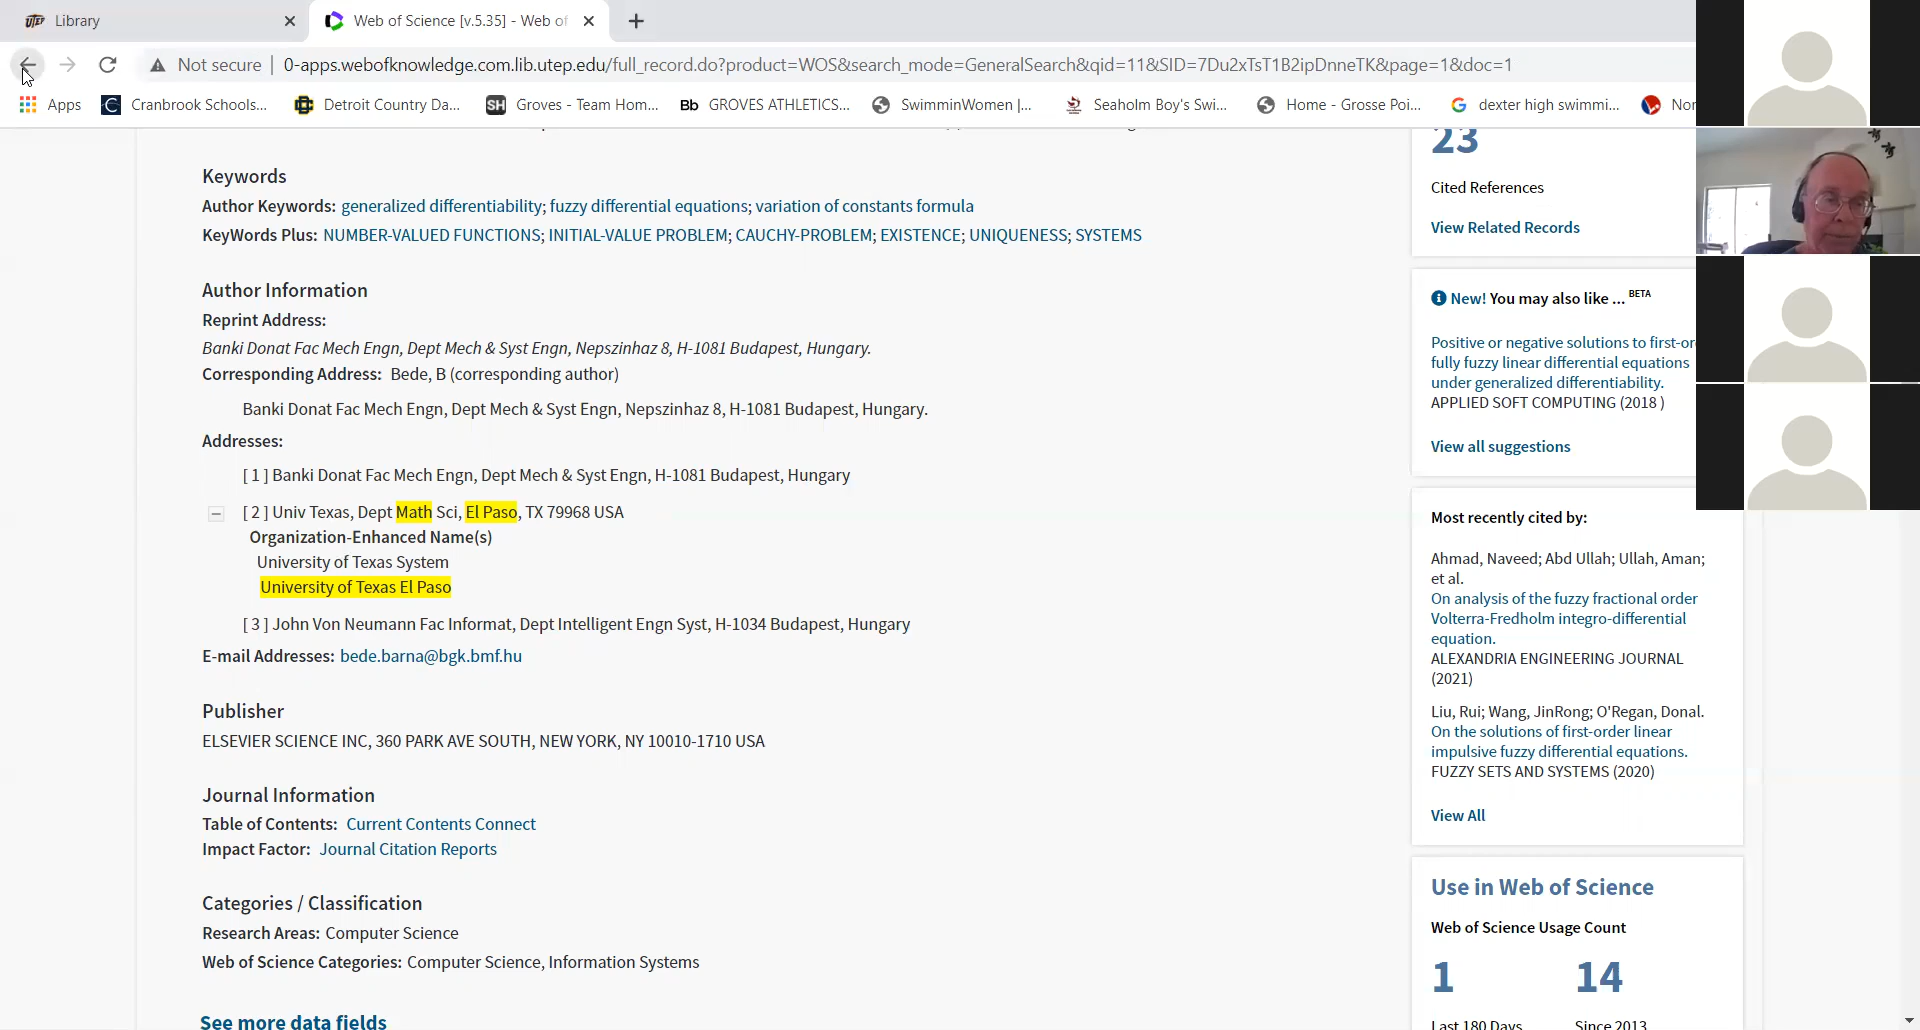 UTEP Library
Web of Science [v.5.35] - Web of
Not secure | 0-apps.webofknowledge.com.lib.utep.edu/full_record.do?product=WOS&search_mode=GeneralSearch&qid=11&SID=7Du2xTsT1B2ipDnneTK&page=1&doc=1
Apps
C Cranbrook Schools...
Detroit Country Da...
SH Groves - Team Hom...
Bb GROVES ATHLETICS...
SwimminWomen |...
Seaholm Boy's Swi...
Home - Grosse Poi...
G dexter high swimmi...
Nor
Keywords
Author Keywords: generalized differentiability; fuzzy differential equations; variation of constants formula
KeyWords Plus: NUMBER-VALUED FUNCTIONS; INITIAL-VALUE PROBLEM; CAUCHY-PROBLEM; EXISTENCE; UNIQUENESS; SYSTEMS
Author Information
Reprint Address:
Banki Donat Fac Mech Engn, Dept Mech & Syst Engn, Nepszinhaz 8, H-1081 Budapest, Hungary.
Corresponding Address: Bede, B (corresponding author)
Banki Donat Fac Mech Engn, Dept Mech & Syst Engn, Nepszinhaz 8, H-1081 Budapest, Hungary.
Addresses:
[ 1 ] Banki Donat Fac Mech Engn, Dept Mech & Syst Engn, H-1081 Budapest, Hungary
[ 2 ] Univ Texas, Dept Math Sci, El Paso, TX 79968 USA
Organization-Enhanced Name(s)
University of Texas System
University of Texas El Paso
[ 3 ] John Von Neumann Fac Informat, Dept Intelligent Engn Syst, H-1034 Budapest, Hungary
E-mail Addresses: bede.barna@bgk.bmf.hu
Publisher
ELSEVIER SCIENCE INC, 360 PARK AVE SOUTH, NEW YORK, NY 10010-1710 USA
Journal Information
Table of Contents: Current Contents Connect
Impact Factor: Journal Citation Reports
Categories / Classification
Research Areas: Computer Science
Web of Science Categories: Computer Science, Information Systems
See more data fields
23
Cited References
View Related Records
New! You may also like ... BETA
Positive or negative solutions to first-or
fully fuzzy linear differential equations
under generalized differentiability.
APPLIED SOFT COMPUTING (2018 )
View all suggestions
Most recently cited by:
Ahmad, Naveed; Abd Ullah; Ullah, Aman;
et al.
On analysis of the fuzzy fractional order
Volterra-Fredholm integro-differential
equation.
ALEXANDRIA ENGINEERING JOURNAL
(2021)
Liu, Rui; Wang, JinRong; O'Regan, Donal.
On the solutions of first-order linear
impulsive fuzzy differential equations.
FUZZY SETS AND SYSTEMS (2020)
View All
Use in Web of Science
Web of Science Usage Count
1 14
Last 180 Days Since 2013